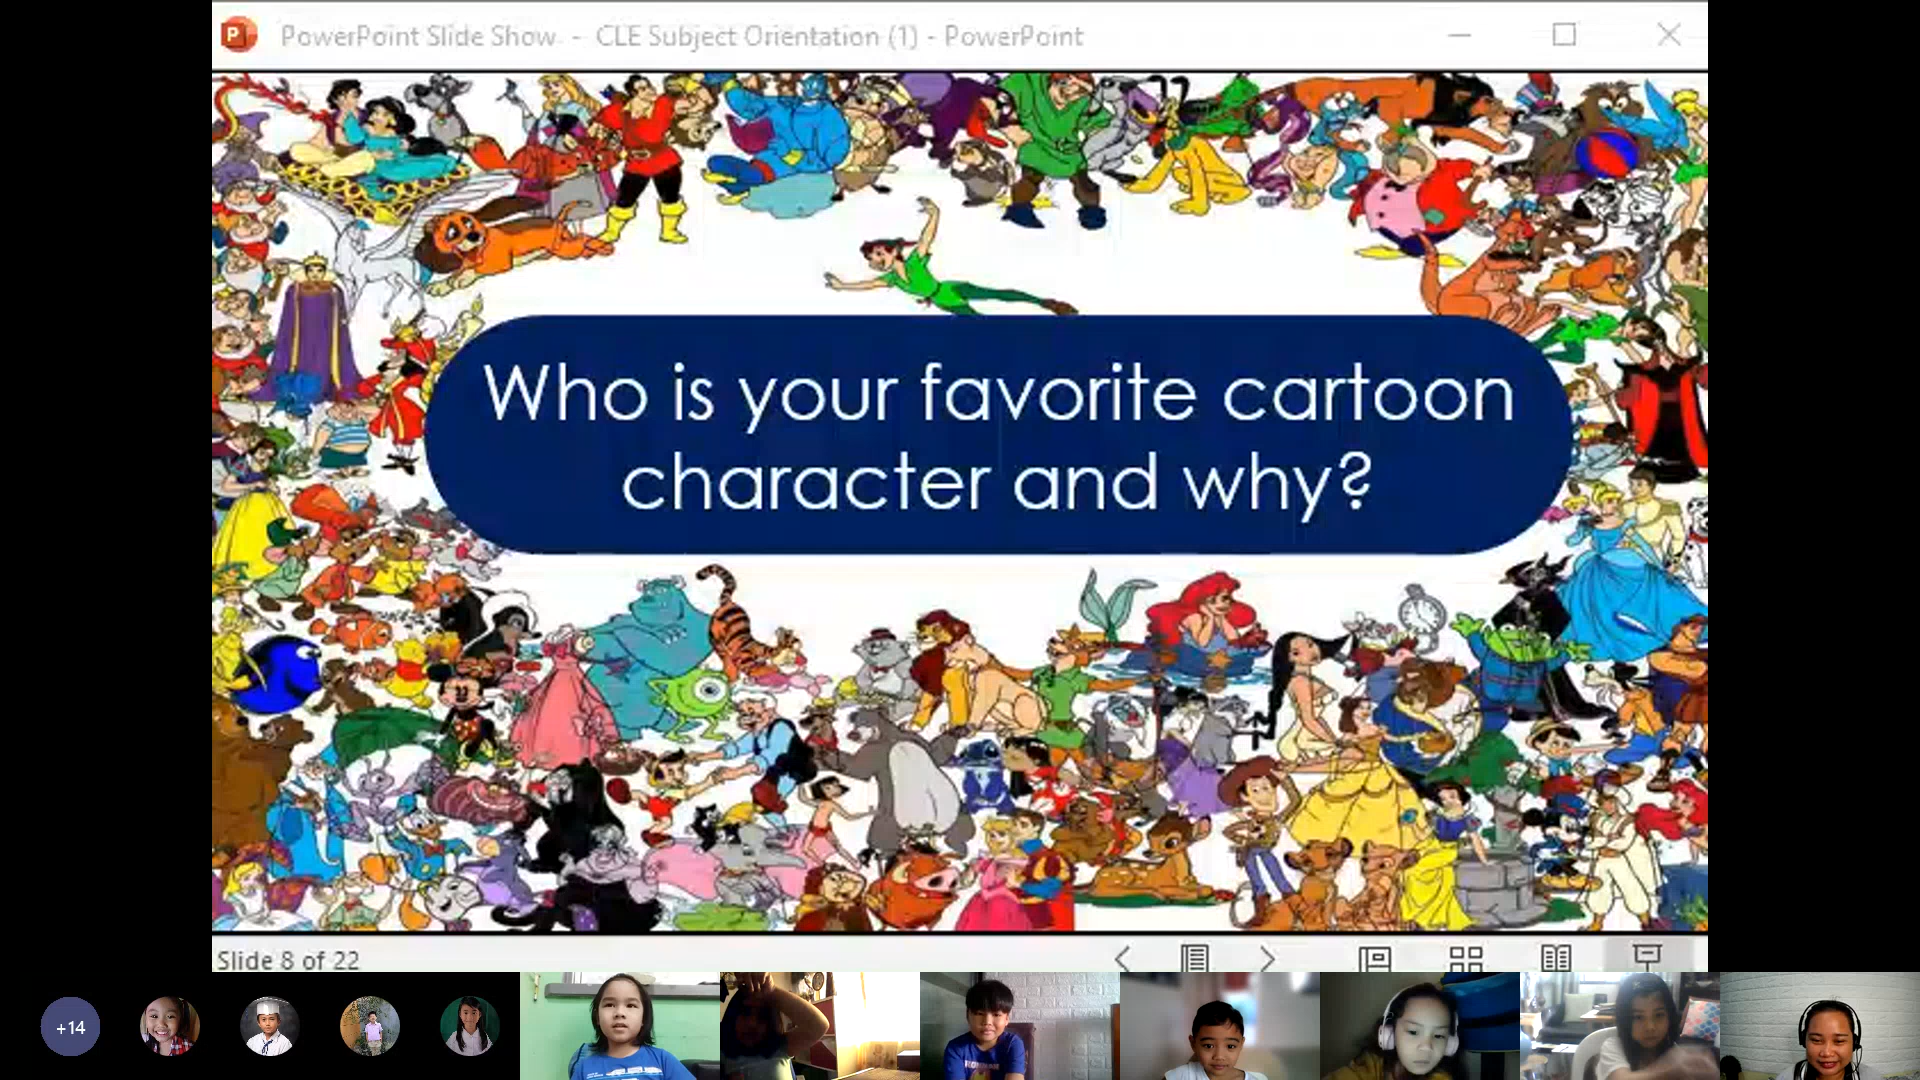 PowerPoint Slide Show - CLE Subject Orientation (1) - PowerPoint
Who is your favorite cartoon
character and why?
Slide 8 of 22
+14